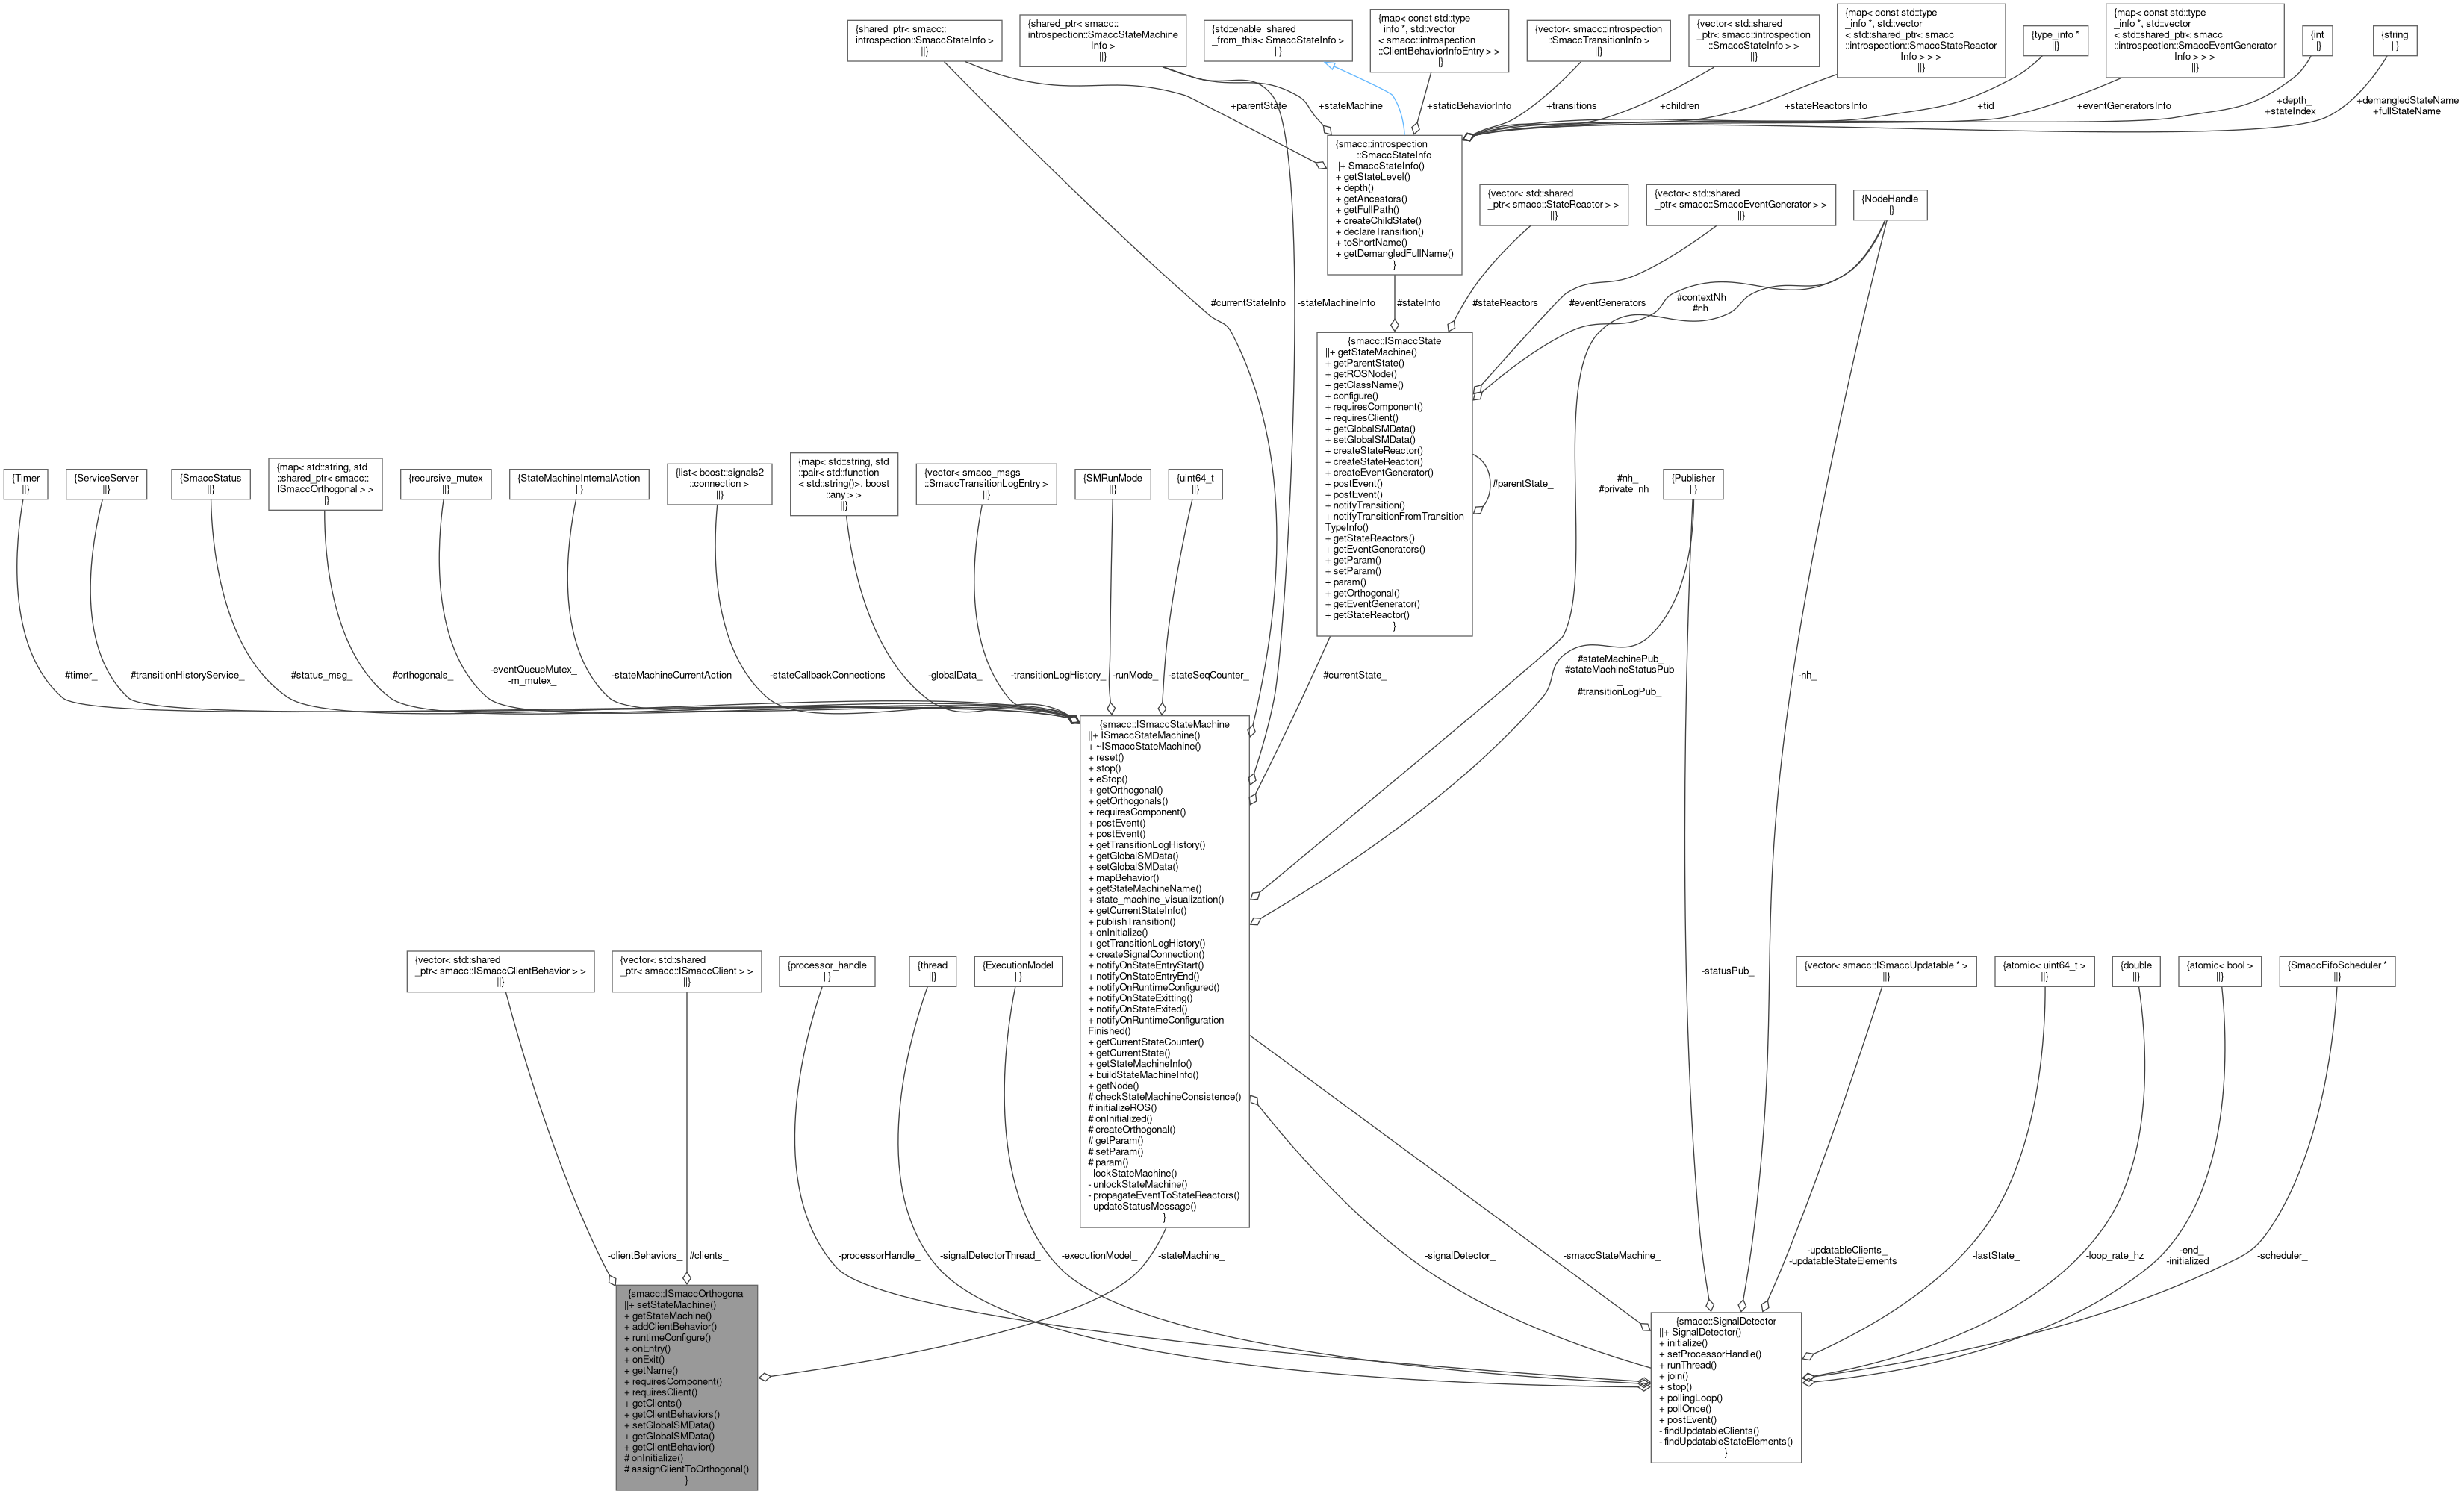 {shared_ptr< smacc::
introspection::SmaccStateInfo >
||}
{shared_ptr< smacc::
introspection::SmaccStateMachine
Info >
||}
{std::enable_shared
_from_this< SmaccStateInfo >
||}
{map< const std::type
_info *, std::vector
< smacc::introspection
::ClientBehaviorInfoEntry > >
||}
{vector< smacc::introspection
::SmaccTransitionInfo >
||}
{vector< std::shared
_ptr< smacc::introspection
::SmaccStateInfo > >
||}
{map< const std::type
_info *, std::vector
< std::shared_ptr< smacc
::introspection::SmaccStateReactor
Info > > >
||}
{type_info *
||}
{map< const std::type
_info *, std::vector
< std::shared_ptr< smacc
::introspection::SmaccEventGenerator
Info > > >
||}
{int
||}
{string
||}
+parentState_
+stateMachine_
+staticBehaviorInfo
+transitions_
+children_
+stateReactorsInfo
+tid_
+eventGeneratorsInfo
+depth_
+stateIndex_
+demangledStateName
+fullStateName
{smacc::introspection
::SmaccStateInfo
||+ SmaccStateInfo()
+ getStateLevel()
+ depth()
+ getAncestors()
+ getFullPath()
+ createChildState()
+ declareTransition()
+ toShortName()
+ getDemangledFullName()
}
{vector< std::shared
_ptr< smacc::StateReactor > >
||}
{vector< std::shared
_ptr< smacc::SmaccEventGenerator > >
||}
{NodeHandle
||}
#currentStateInfo_
-stateMachineInfo_
#stateInfo_
#stateReactors_
#eventGenerators_
#contextNh
#nh
{smacc::ISmaccState
||+ getStateMachine()
+ getParentState()
+ getROSNode()
+ getClassName()
+ configure()
+ requiresComponent()
+ requiresClient()
+ getGlobalSMData()
+ setGlobalSMData()
+ createStateReactor()
+ createStateReactor()
+ createEventGenerator()
+ postEvent()
+ postEvent()
+ notifyTransition()
+ notifyTransitionFromTransition
TypeInfo()
+ getStateReactors()
+ getEventGenerators()
+ getParam()
+ setParam()
+ param()
+ getOrthogonal()
+ getEventGenerator()
+ getStateReactor()
}
#parentState_
#nh_
#private_nh_
{Timer
||}
{ServiceServer
||}
{SmaccStatus
||}
{map< std::string, std
::shared_ptr< smacc::
ISmaccOrthogonal > >
||}
{recursive_mutex
||}
{StateMachineInternalAction
||}
{list< boost::signals2
::connection >
||}
{map< std::string, std
::pair< std::function
< std::string()>, boost
::any > >
||}
{vector< smacc_msgs
::SmaccTransitionLogEntry >
||}
{SMRunMode
||}
{uint64_t
||}
{Publisher
||}
#timer_
#transitionHistoryService_
#status_msg_
#orthogonals_
-eventQueueMutex_
-m_mutex_
-stateMachineCurrentAction
-stateCallbackConnections
-globalData_
-transitionLogHistory_
-runMode_
-stateSeqCounter_
#currentState_
#stateMachinePub_
#stateMachineStatusPub
_
#transitionLogPub_
-nh_
{smacc::ISmaccStateMachine
||+ ISmaccStateMachine()
+ ~ISmaccStateMachine()
+ reset()
+ stop()
+ eStop()
+ getOrthogonal()
+ getOrthogonals()
+ requiresComponent()
+ postEvent()
+ postEvent()
+ getTransitionLogHistory()
+ getGlobalSMData()
+ setGlobalSMData()
+ mapBehavior()
+ getStateMachineName()
+ state_machine_visualization()
+ getCurrentStateInfo()
+ publishTransition()
+ onInitialize()
+ getTransitionLogHistory()
+ createSignalConnection()
+ notifyOnStateEntryStart()
+ notifyOnStateEntryEnd()
+ notifyOnRuntimeConfigured()
+ notifyOnStateExitting()
+ notifyOnStateExited()
+ notifyOnRuntimeConfiguration
Finished()
+ getCurrentStateCounter()
+ getCurrentState()
+ getStateMachineInfo()
+ buildStateMachineInfo()
+ getNode()
# checkStateMachineConsistence()
# initializeROS()
# onInitialized()
# createOrthogonal()
# getParam()
# setParam()
# param()
- lockStateMachine()
- unlockStateMachine()
- propagateEventToStateReactors()
- updateStatusMessage()
}
{vector< std::shared
_ptr< smacc::ISmaccClientBehavior > >
||}
{vector< std::shared
_ptr< smacc::ISmaccClient > >
||}
{processor_handle
||}
{thread
||}
{ExecutionModel
||}
-statusPub_
{vector< smacc::ISmaccUpdatable * >
||}
{atomic< uint64_t >
||}
{double
||}
{atomic< bool >
||}
{SmaccFifoScheduler *
||}
-clientBehaviors_
#clients_
-processorHandle_
-signalDetectorThread_
-executionModel_
-stateMachine_
-signalDetector_
-smaccStateMachine_
-updatableClients_
-updatableStateElements_
-lastState_
-loop_rate_hz
-end_
-initialized_
-scheduler_
{smacc::ISmaccOrthogonal
||+ setStateMachine()
+ getStateMachine()
+ addClientBehavior()
+ runtimeConfigure()
+ onEntry()
+ onExit()
+ getName()
+ requiresComponent()
+ requiresClient()
+ getClients()
+ getClientBehaviors()
+ setGlobalSMData()
+ getGlobalSMData()
+ getClientBehavior()
# onInitialize()
# assignClientToOrthogonal()
}
{smacc::SignalDetector
||+ SignalDetector()
+ initialize()
+ setProcessorHandle()
+ runThread()
+ join()
+ stop()
+ pollingLoop()
+ pollOnce()
+ postEvent()
- findUpdatableClients()
- findUpdatableStateElements()
}